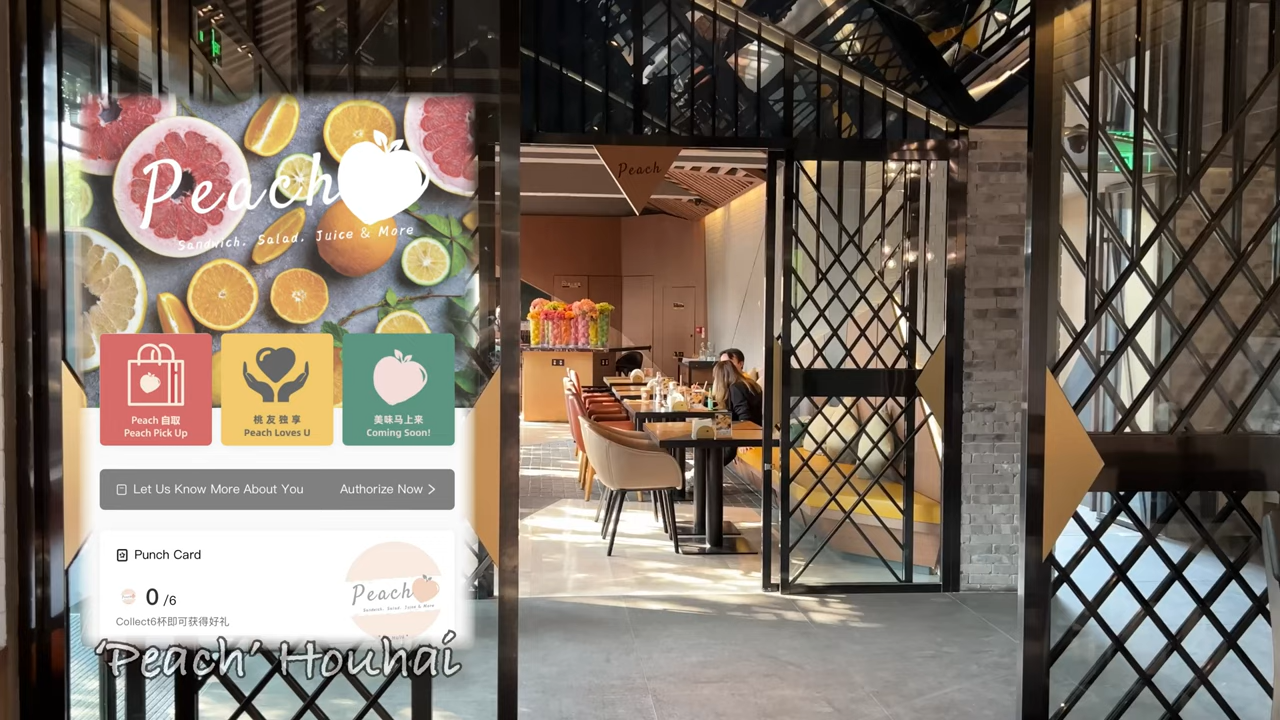 Peach
Sandwich. Salad. Juice & More
Peach 自取
Peach Pick Up
桃友独享
Peach Loves U
美味马上来
Coming Soon!
Let Us Know More About You
Authorize Now
Punch Card
0 /6
Collect6杯即可获得好礼
Peach
Sandwich. Salad. Juice & More
'Peach' Houhai
Peach